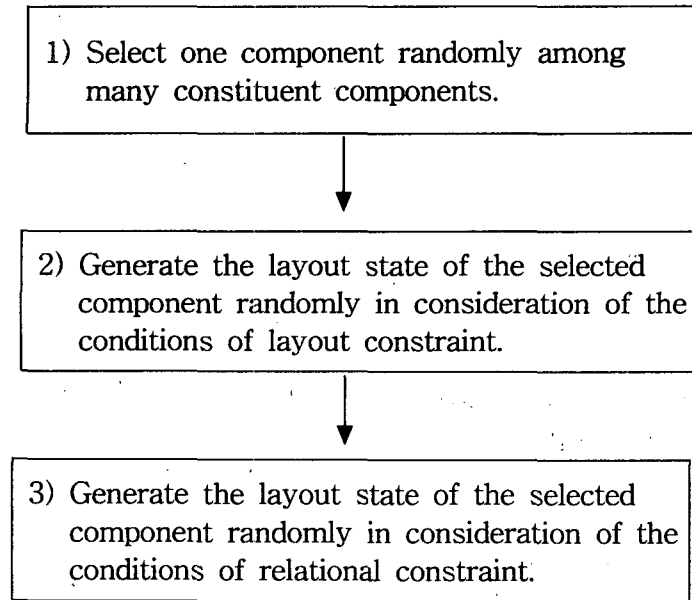 1) Select one component randomly among
many constituent components.
2) Generate the layout state of the selected
component randomly in consideration of the
conditions of layout constraint.
3) Generate the layout state of the selected
component randomly in consideration of the
conditions of relational constraint.